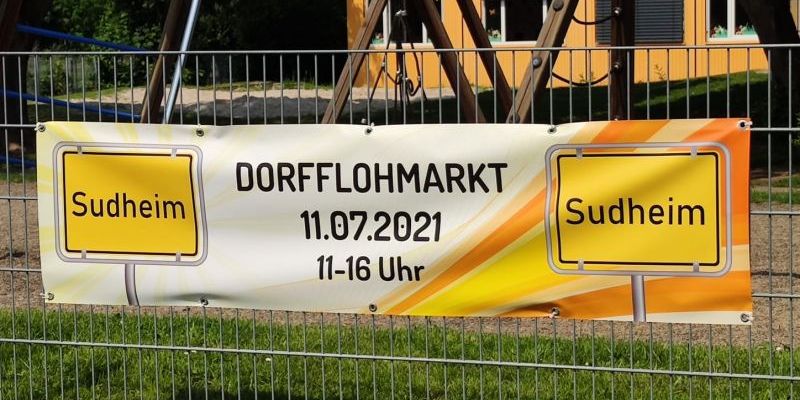 Sudheim
DORFFLOHMARKT
11.07.2021
11-16 Uhr
Sudheim